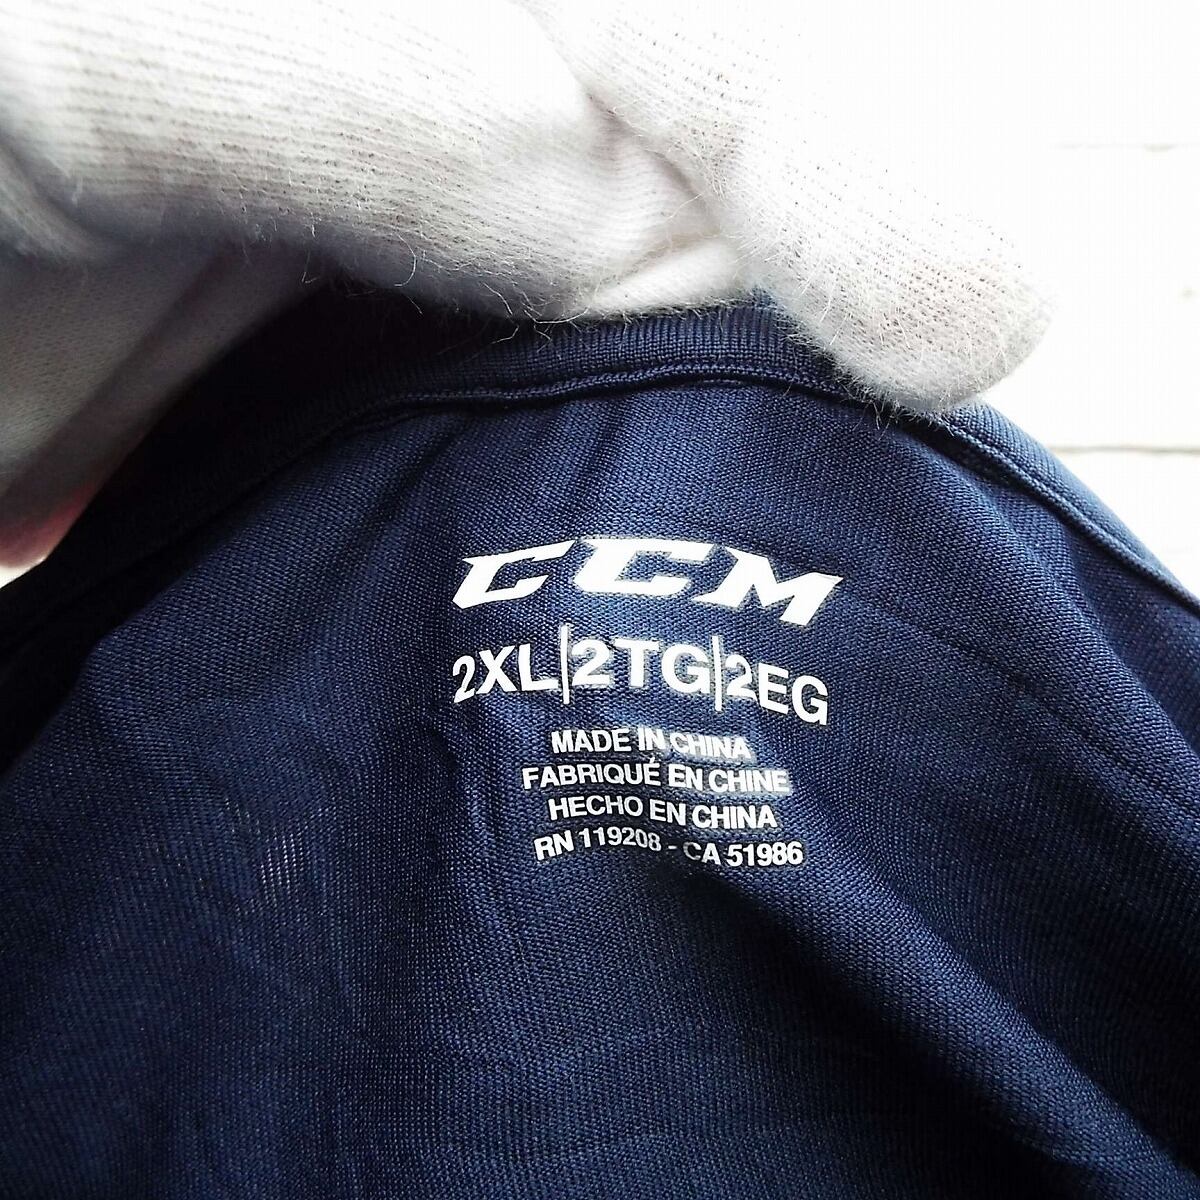 CCM
2XL|2TG|2EG
MADE IN CHINA
FABRIQUÉ EN CHINE
HECHO EN CHINA
RN 119208 - CA 51986